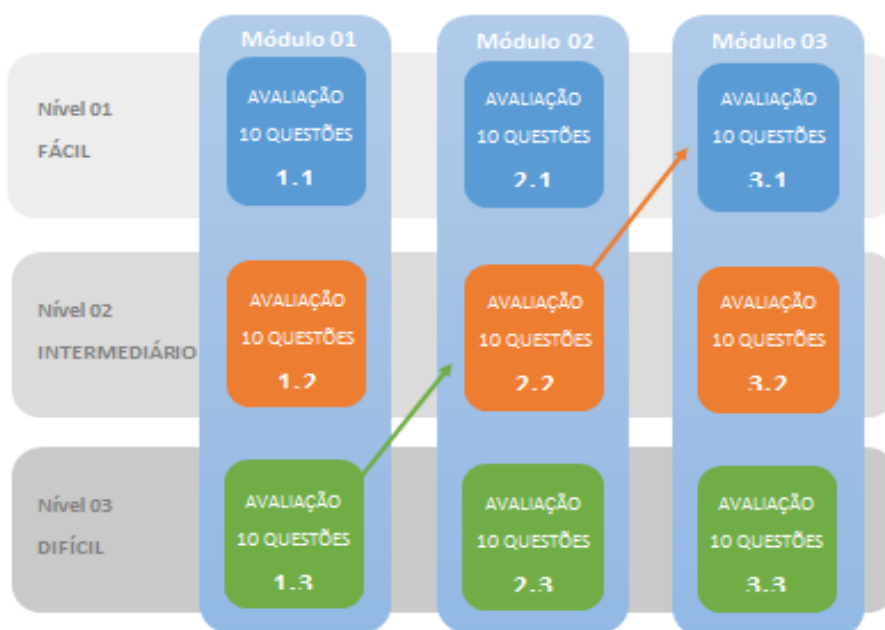 Módulo 01
Módulo 02
Módulo 03
Nível 01
FÁCIL
AVALIAÇÃO
10 QUESTÕES
1.1
AVALIAÇÃO
10 QUESTÕES
2.1
AVALIAÇÃO
10 QUESTÕES
3.1
Nível 02
INTERMEDIÁRIO
AVALIAÇÃO
10 QUESTÕES
1.2
AVALIAÇÃO
10 QUESTÕES
2.2
AVALIAÇÃO
10 QUESTÕES
3.2
Nível 03
DIFÍCIL
AVALIAÇÃO
10 QUESTÕES
1.3
AVALIAÇÃO
10 QUESTÕES
2.3
AVALIAÇÃO
10 QUESTÕES
3.3